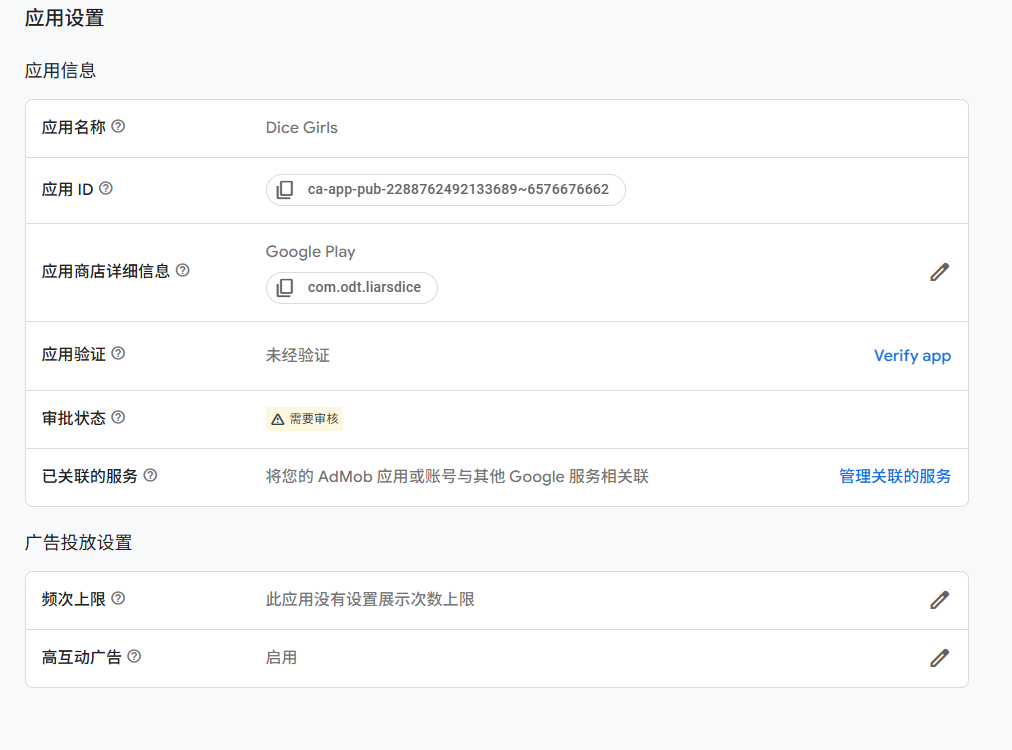 应用设置
应用信息
应用名称
Dice Girls
应用 ID
ca-app-pub-2288762492133689~6576676662
应用商店详细信息
Google Play
com.odt.liarsdice
应用验证
未经验证
Verify app
审批状态
需要审核
已关联的服务
将您的 AdMob 应用或账号与其他 Google 服务相关联
管理关联的服务
广告投放设置
频次上限
此应用没有设置展示次数上限
高互动广告
启用